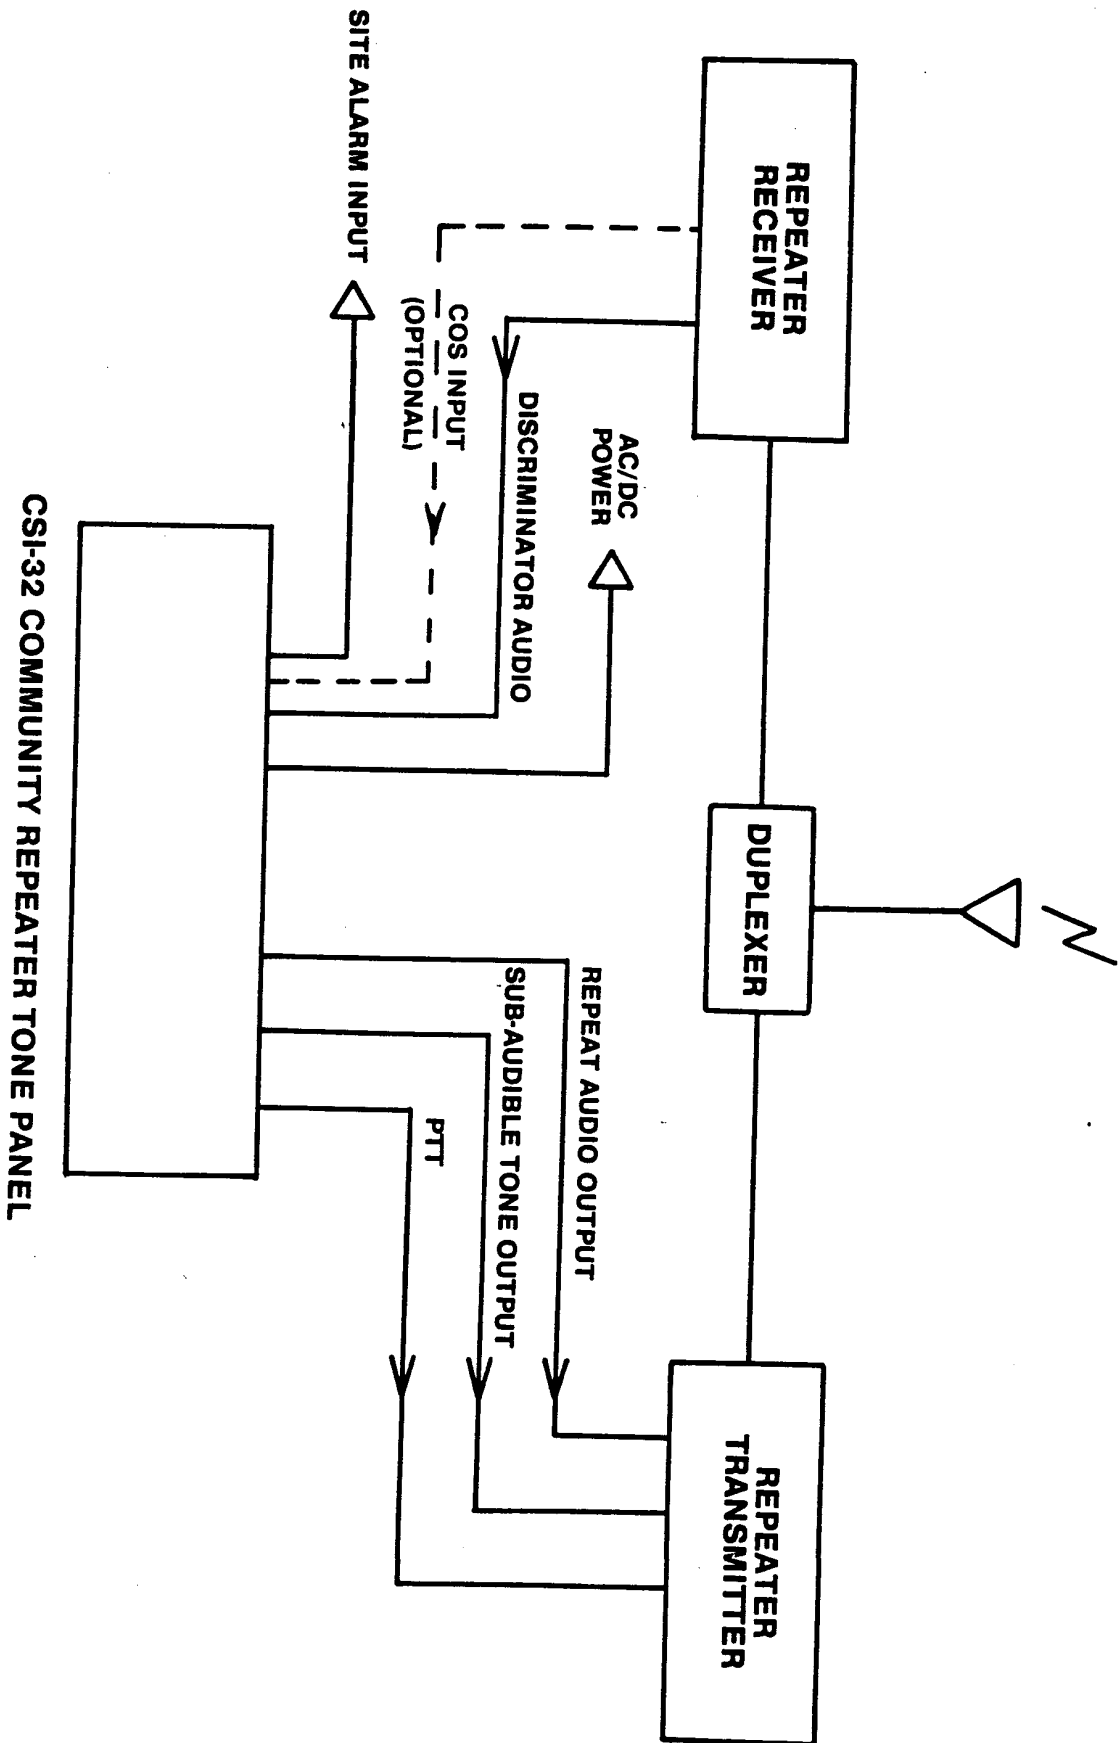 REPEATER
RECEIVER
DUPLEXER
REPEATER
TRANSMITTER
AC/DC
POWER
DISCRIMINATOR AUDIO
COS INPUT
(OPTIONAL)
SITE ALARM INPUT
REPEAT AUDIO OUTPUT
SUB-AUDIBLE TONE OUTPUT
PTT
CSI-32 COMMUNITY REPEATER TONE PANEL